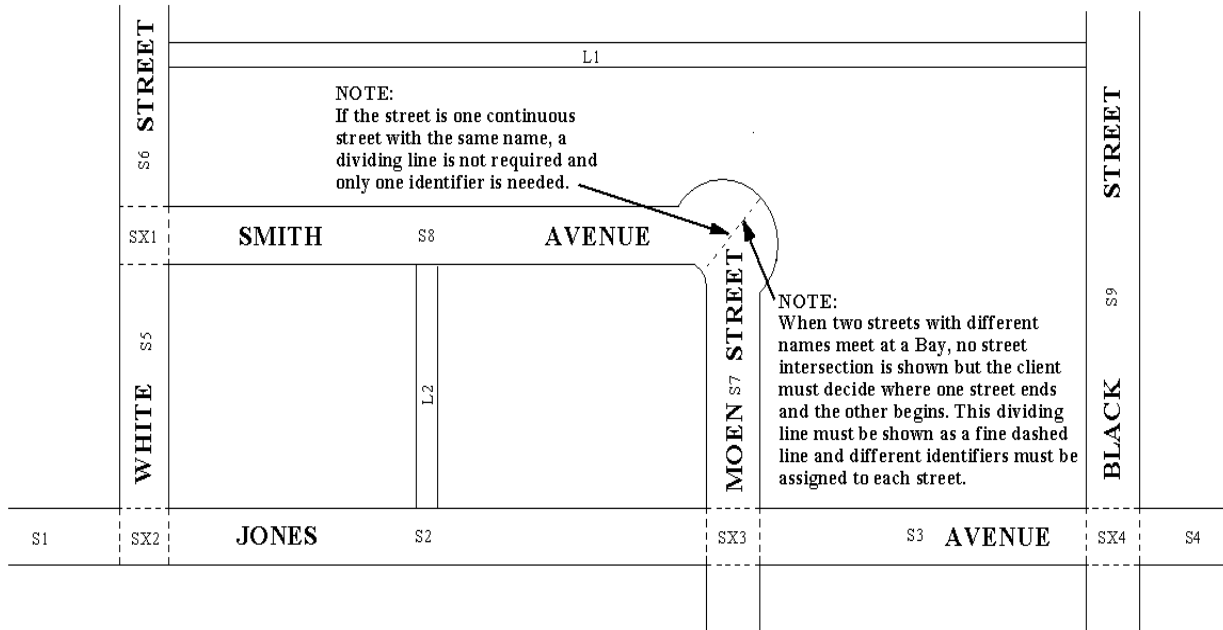 WHITE STREET
S6
S5
L1
NOTE:
If the street is one continuous
street with the same name, a
dividing line is not required and
only one identifier is needed.
BLACK STREET
S9
SX1
SMITH AVENUE
S8
MOEN STREET
S7
L2
NOTE:
When two streets with different
names meet at a Bay, no street
intersection is shown but the client
must decide where one street ends
and the other begins. This dividing
line must be shown as a fine dashed
line and different identifiers must be
assigned to each street.
S1
SX2
JONES AVENUE
S2
SX3
S3
SX4
S4